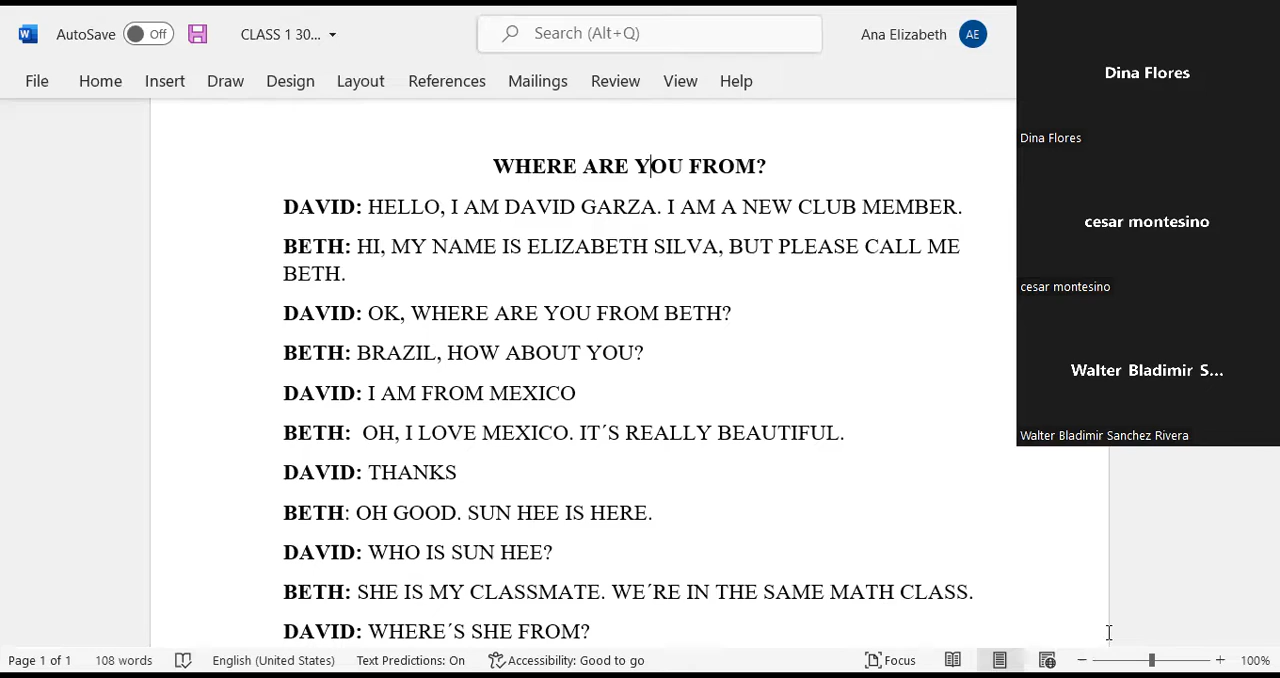 AutoSave Off CLASS 1 30... Search (Alt+Q) Ana Elizabeth AE
File Home Insert Draw Design Layout References Mailings Review View Help
WHERE ARE YOU FROM?
DAVID: HELLO, I AM DAVID GARZA. I AM A NEW CLUB MEMBER.
BETH: HI, MY NAME IS ELIZABETH SILVA, BUT PLEASE CALL ME
BETH.
DAVID: OK, WHERE ARE YOU FROM BETH?
BETH: BRAZIL, HOW ABOUT YOU?
DAVID: I AM FROM MEXICO
BETH:  OH, I LOVE MEXICO. IT´S REALLY BEAUTIFUL.
DAVID: THANKS
BETH: OH GOOD. SUN HEE IS HERE.
DAVID: WHO IS SUN HEE?
BETH: SHE IS MY CLASSMATE. WE´RE IN THE SAME MATH CLASS.
DAVID: WHERE´S SHE FROM?
Page 1 of 1 108 words English (United States) Text Predictions: On Accessibility: Good to go Focus 100%
Dina Flores
Dina Flores
cesar montesino
cesar montesino
Walter Bladimir S...
Walter Bladimir Sanchez Rivera